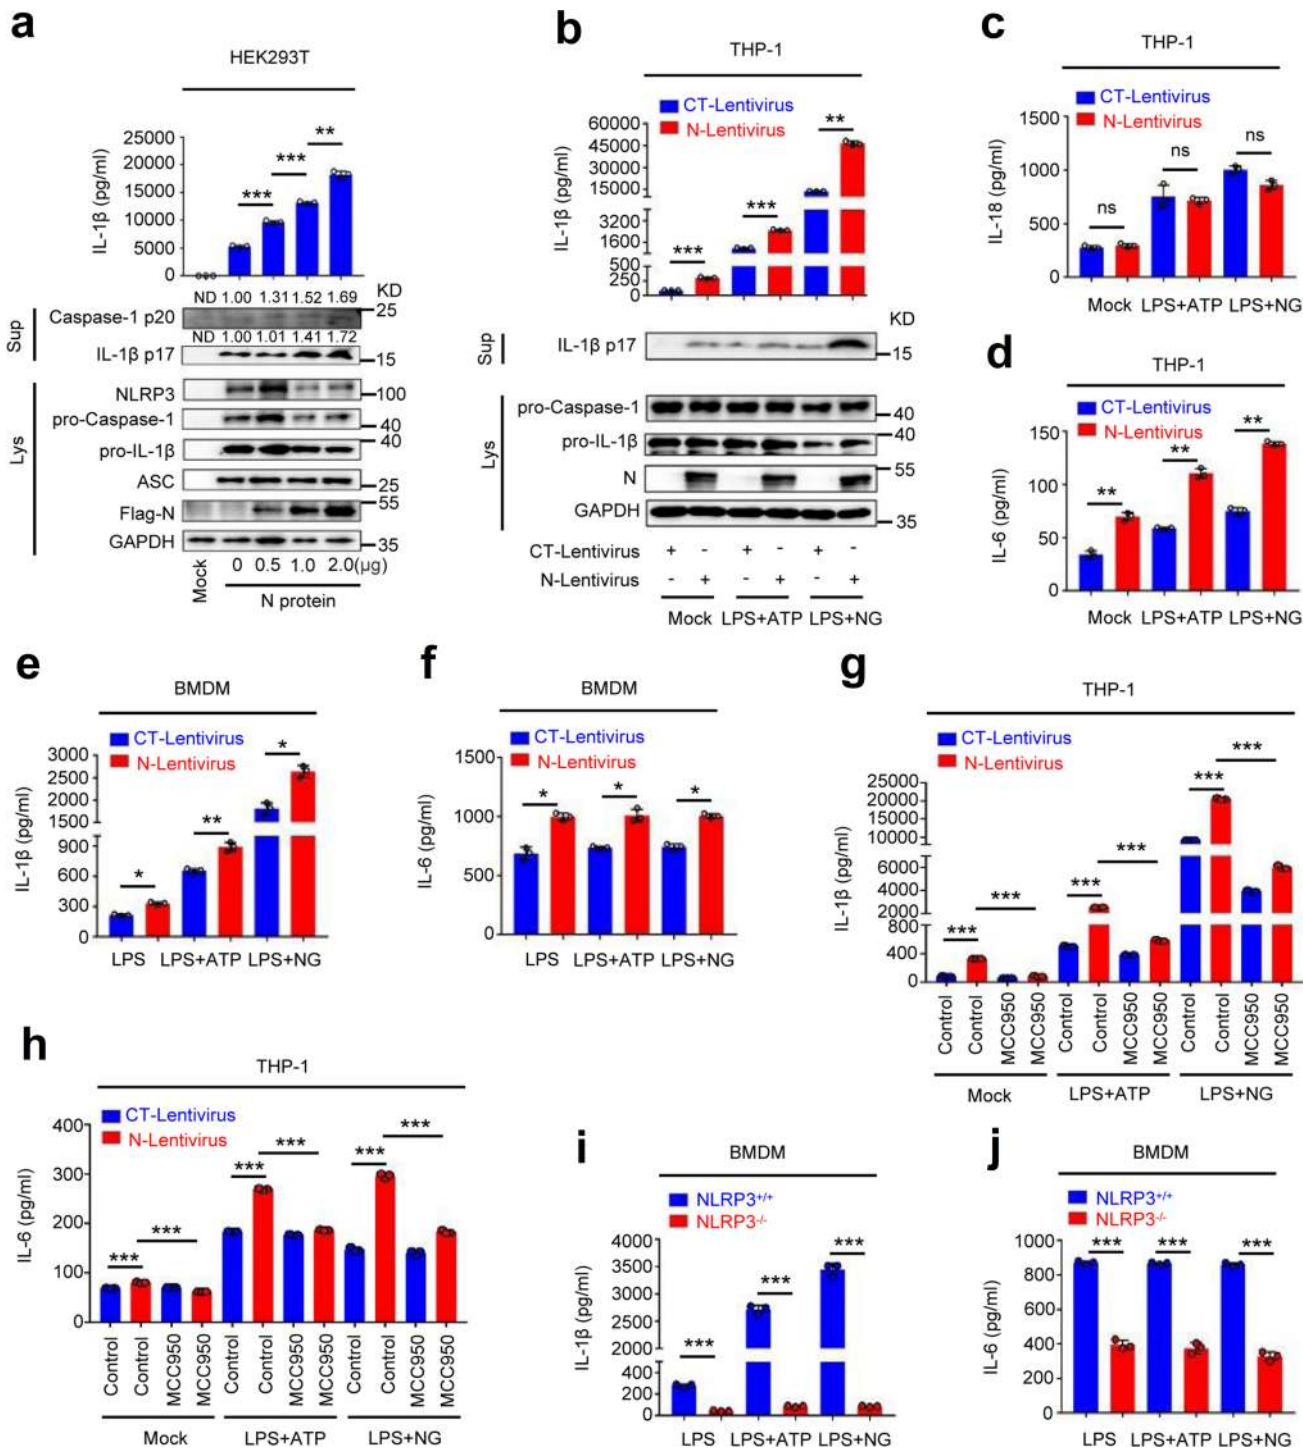 a
HEK293T
IL-1β (pg/ml)
25000
20000
15000
10000
5000
0
*** *** **
ND 1.00 1.31 1.52 1.69 KD
Sup
Caspase-1 p20 25
ND 1.00 1.01 1.41 1.72
IL-1β p17 15
Lys
NLRP3 100
pro-Caspase-1 40
pro-IL-1β 40
ASC 25
Flag-N 55
GAPDH 35
Mock 0 0.5 1.0 2.0(μg)
N protein
b
THP-1
CT-Lentivirus
N-Lentivirus
IL-1β (pg/ml)
60000
45000
30000
15000
3200
1600
500
250
0
*** *** **
KD
Sup
IL-1β p17 15
Lys
pro-Caspase-1 40
pro-IL-1β 40
N 55
GAPDH 35
CT-Lentivirus + - + - + -
N-Lentivirus - + - + - +
Mock LPS+ATP LPS+NG
c
THP-1
CT-Lentivirus
N-Lentivirus
IL-18 (pg/ml)
1500
1000
500
0
ns ns ns
Mock LPS+ATP LPS+NG
d
THP-1
CT-Lentivirus
N-Lentivirus
IL-6 (pg/ml)
150
100
50
0
** ** **
Mock LPS+ATP LPS+NG
e
BMDM
CT-Lentivirus
N-Lentivirus
IL-1β (pg/ml)
3000
2500
2000
1500
900
600
300
0
* ** *
LPS LPS+ATP LPS+NG
f
BMDM
CT-Lentivirus
N-Lentivirus
IL-6 (pg/ml)
1500
1000
500
0
* * *
LPS LPS+ATP LPS+NG
g
THP-1
CT-Lentivirus
N-Lentivirus
IL-1β (pg/ml)
25000
20000
15000
10000
6000
4000
2000
800
400
0
*** *** *** *** *** ***
Control Control MCC950 MCC950 Control Control MCC950 MCC950 Control Control MCC950 MCC950
Mock LPS+ATP LPS+NG
h
THP-1
CT-Lentivirus
N-Lentivirus
IL-6 (pg/ml)
400
300
200
100
0
*** *** *** *** *** ***
Control Control MCC950 MCC950 Control Control MCC950 MCC950 Control Control MCC950 MCC950
Mock LPS+ATP LPS+NG
i
BMDM
NLRP3+/+
NLRP3-/-
IL-1β (pg/ml)
4000
3500
3000
2500
2000
400
200
0
*** *** ***
LPS LPS+ATP LPS+NG
j
BMDM
NLRP3+/+
NLRP3-/-
IL-6 (pg/ml)
1000
800
600
400
200
0
*** *** ***
LPS LPS+ATP LPS+NG